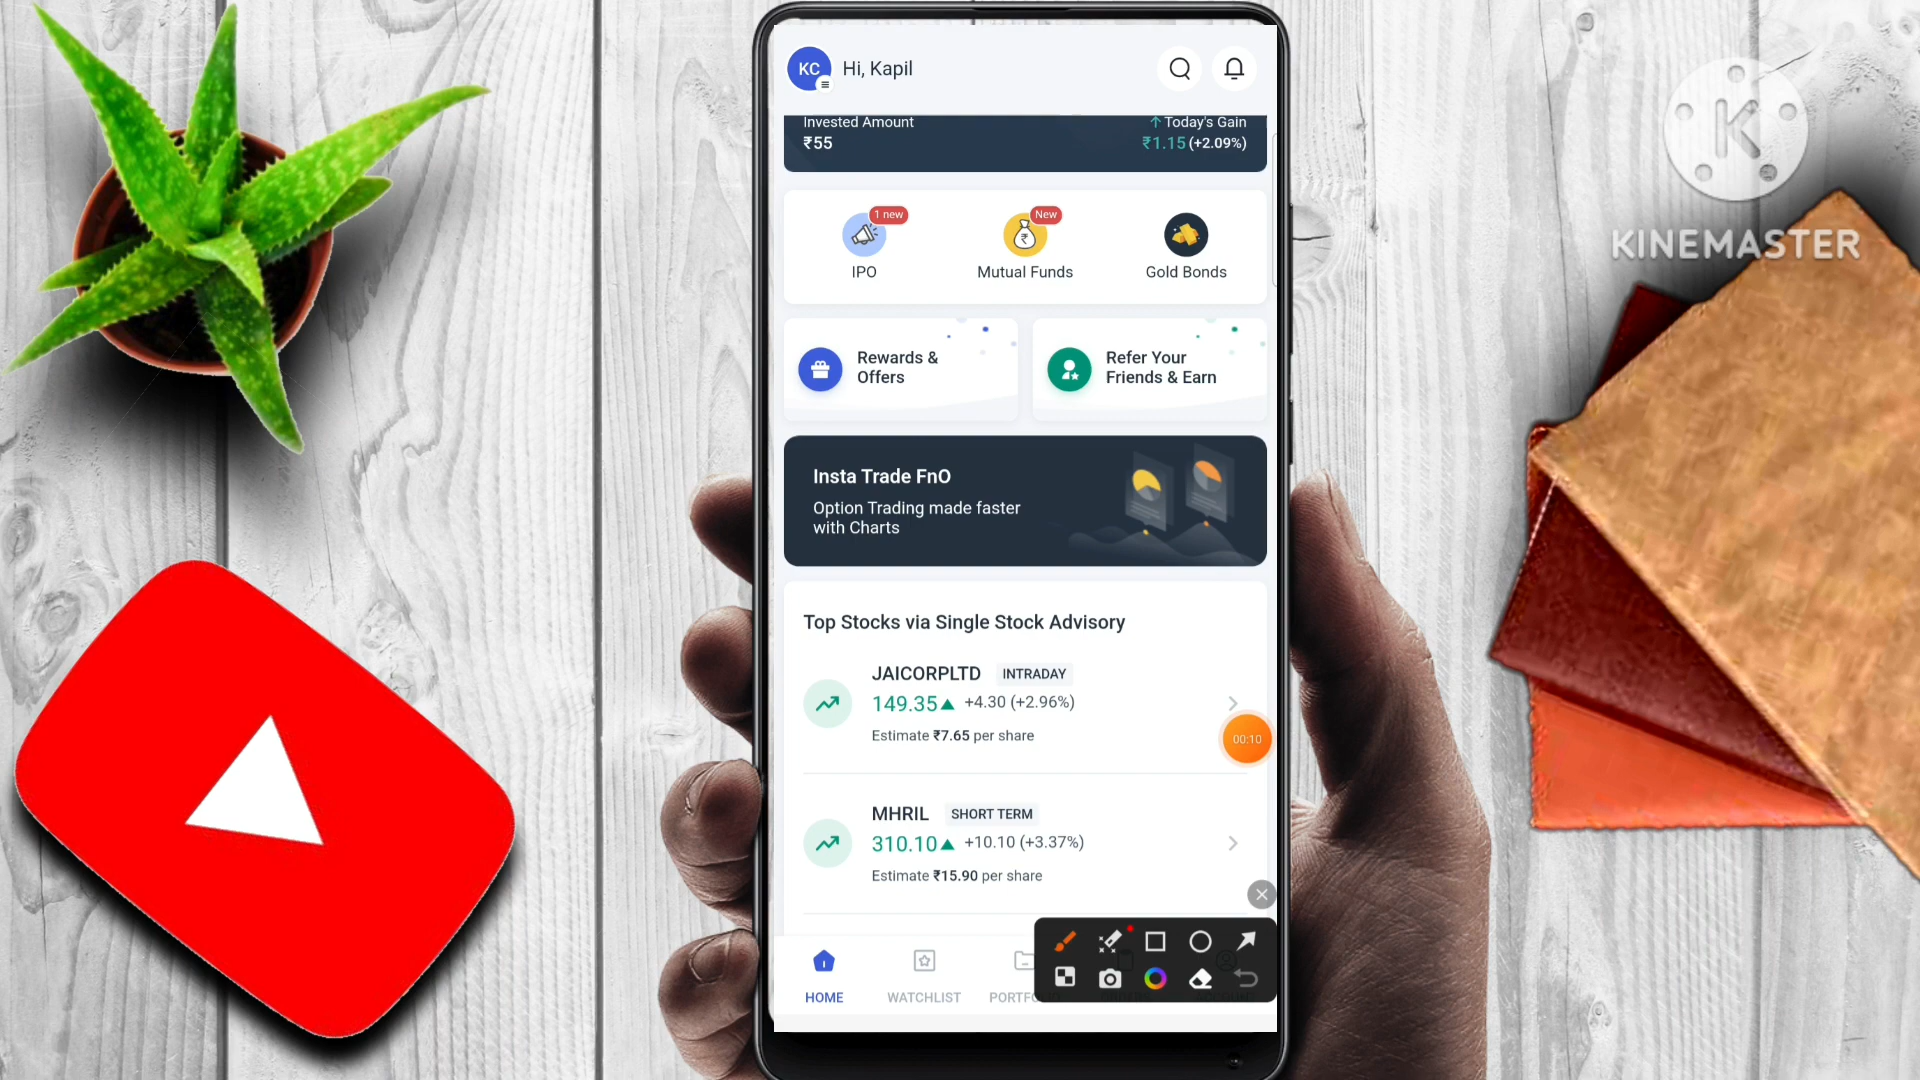 KC
Hi, Kapil
Invested Amount
↑ Today's Gain
₹55
₹1.15 (+2.09%)
1 new
New
IPO
Mutual Funds
Gold Bonds
Rewards &
Offers
Refer Your
Friends & Earn
Insta Trade FnO
Option Trading made faster
with Charts
Top Stocks via Single Stock Advisory
JAICORPLTD INTRADAY
149.35▲ +4.30 (+2.96%)
Estimate ₹7.65 per share
00:10
MHRIL SHORT TERM
310.10▲ +10.10 (+3.37%)
Estimate ₹15.90 per share
HOME
WATCHLIST
K
KINEMASTER